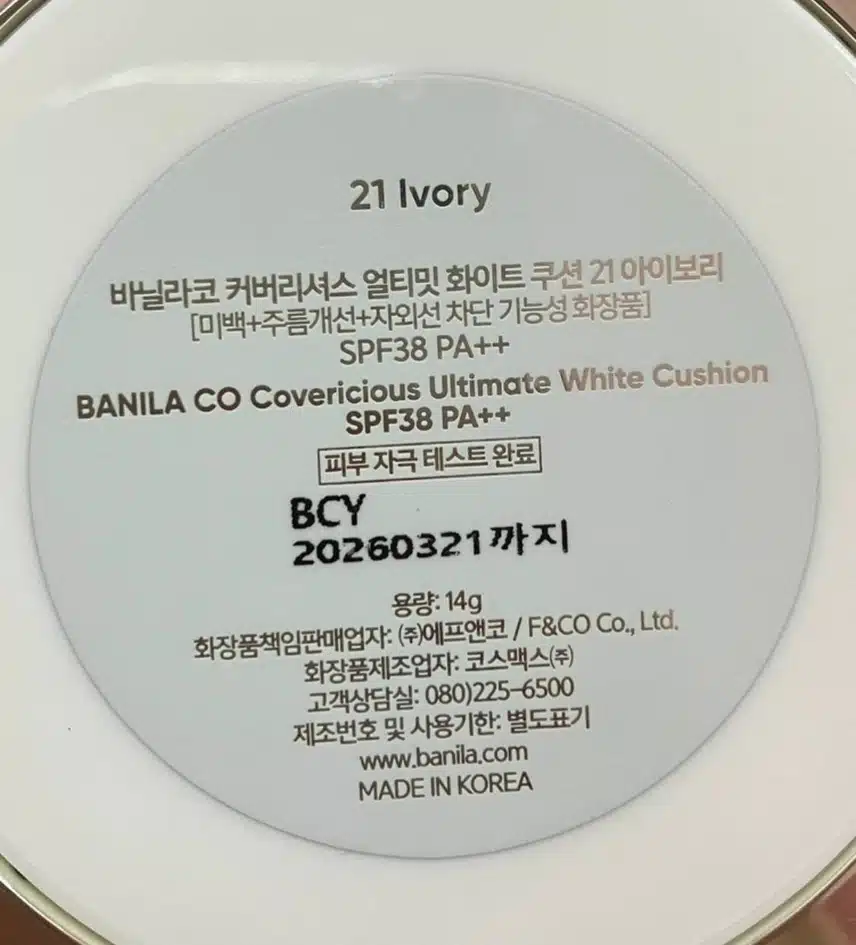 21 Ivory
바닐라코 커버리셔스 얼티밋 화이트 쿠션 21 아이보리
[미백+주름개선+자외선 차단 기능성 화장품]
SPF38 PA++
BANILA CO Covericious Ultimate White Cushion
SPF38 PA++
피부 자극 테스트 완료
BCY
20260321까지
용량: 14g
화장품책임판매업자: ㈜에프앤코 / F&CO Co., Ltd.
화장품제조업자: 코스맥스㈜
고객상담실: 080)225-6500
제조번호 및 사용기한: 별도표기
www.banila.com
MADE IN KOREA